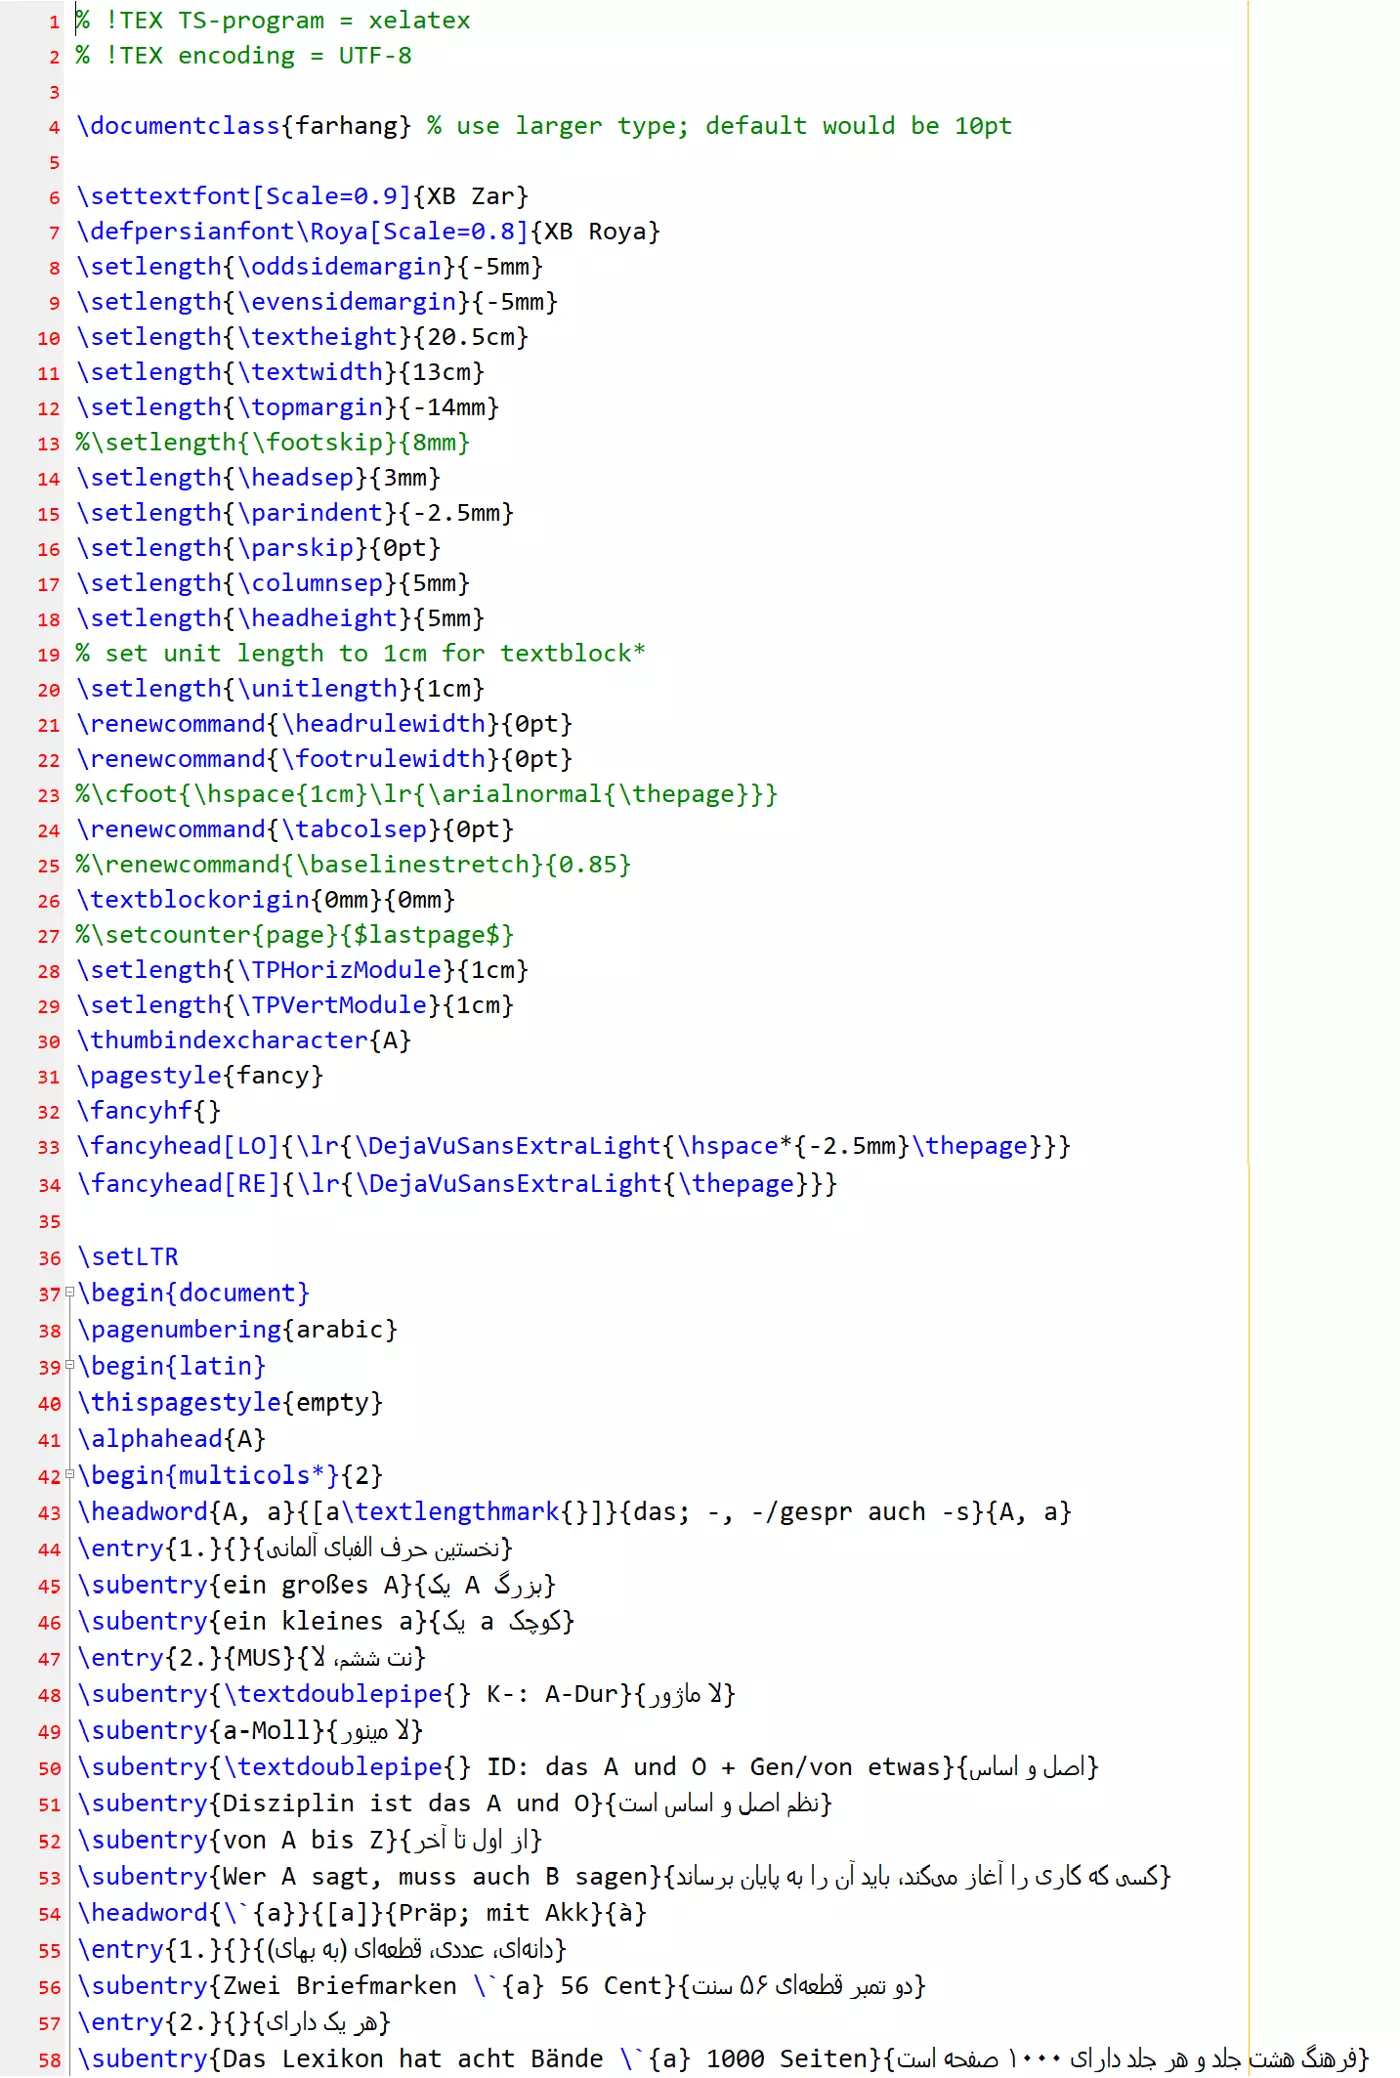 1 % !TEX TS-program = xelatex
2 % !TEX encoding = UTF-8
3
4 \documentclass{farhang} % use larger type; default would be 10pt
5
6 \settextfont[Scale=0.9]{XB Zar}
7 \defpersianfont\Roya[Scale=0.8]{XB Roya}
8 \setlength{\oddsidemargin}{-5mm}
9 \setlength{\evensidemargin}{-5mm}
10 \setlength{\textheight}{20.5cm}
11 \setlength{\textwidth}{13cm}
12 \setlength{\topmargin}{-14mm}
13 %\setlength{\footskip}{8mm}
14 \setlength{\headsep}{3mm}
15 \setlength{\parindent}{-2.5mm}
16 \setlength{\parskip}{0pt}
17 \setlength{\columnsep}{5mm}
18 \setlength{\headheight}{5mm}
19 % set unit length to 1cm for textblock*
20 \setlength{\unitlength}{1cm}
21 \renewcommand{\headrulewidth}{0pt}
22 \renewcommand{\footrulewidth}{0pt}
23 %\cfoot{\hspace{1cm}\lr{\arialnormal{\thepage}}}
24 \renewcommand{\tabcolsep}{0pt}
25 %\renewcommand{\baselinestretch}{0.85}
26 \textblockorigin{0mm}{0mm}
27 %\setcounter{page}{$lastpage$}
28 \setlength{\TPHorizModule}{1cm}
29 \setlength{\TPVertModule}{1cm}
30 \thumbindexcharacter{A}
31 \pagestyle{fancy}
32 \fancyhf{}
33 \fancyhead[LO]{\lr{\DejaVuSansExtraLight{\hspace*{-2.5mm}\thepage}}}
34 \fancyhead[RE]{\lr{\DejaVuSansExtraLight{\thepage}}}
35
36 \setLTR
37 \begin{document}
38 \pagenumbering{arabic}
39 \begin{latin}
40 \thispagestyle{empty}
41 \alphahead{A}
42 \begin{multicols*}{2}
43 \headword{A, a}{[a\textlengthmark{}]}{das; -, -/gespr auch -s}{A, a}
44 \entry{1.}{}{نخستین حرف الفبای آلمانی}
45 \subentry{ein großes A}{یک A بزرگ}
46 \subentry{ein kleines a}{یک a کوچک}
47 \entry{2.}{MUS}{نت ششم، لا}
48 \subentry{\textdoublepipe{} K-: A-Dur}{لا ماژور}
49 \subentry{a-Moll}{لا مینور}
50 \subentry{\textdoublepipe{} ID: das A und O + Gen/von etwas}{اصل و اساس}
51 \subentry{Disziplin ist das A und O}{نظم اصل و اساس است}
52 \subentry{von A bis Z}{از اول تا آخر}
53 \subentry{Wer A sagt, muss auch B sagen}{کسی که کاری را آغاز می‌کند، باید آن را به پایان برساند}
54 \headword{\`{a}}{[a]}{Präp; mit Akk}{à}
55 \entry{1.}{}{دانه‌ای، عددی، قطعه‌ای (به بهای)}
56 \subentry{Zwei Briefmarken \`{a} 56 Cent}{دو تمبر قطعه‌ای ۵۶ سنت}
57 \entry{2.}{}{هر یک دارای}
58 \subentry{Das Lexikon hat acht Bände \`{a} 1000 Seiten}{فرهنگ هشت جلد و هر جلد دارای ۱۰۰۰ صفحه است}